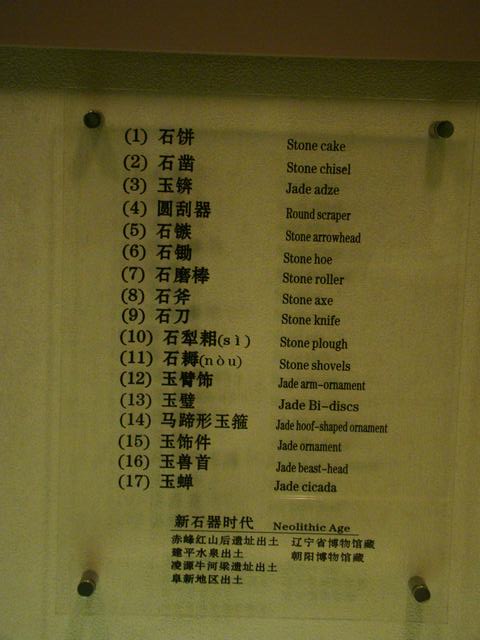 (1) 石饼 Stone cake
(2) 石凿 Stone chisel
(3) 玉锛 Jade adze
(4) 圆刮器 Round scraper
(5) 石镞 Stone arrowhead
(6) 石锄 Stone hoe
(7) 石磨棒 Stone roller
(8) 石斧 Stone axe
(9) 石刀 Stone knife
(10) 石犁耜(sì) Stone plough
(11) 石耨(nòu) Stone shovels
(12) 玉臂饰 Jade arm-ornament
(13) 玉璧 Jade Bi-discs
(14) 马蹄形玉箍 Jade hoof-shaped ornament
(15) 玉饰件 Jade ornament
(16) 玉兽首 Jade beast-head
(17) 玉蝉 Jade cicada
新石器时代 Neolithic Age
赤峰红山后遗址出土 辽宁省博物馆藏
建平水泉出土 朝阳博物馆藏
凌源牛河梁遗址出土
阜新地区出土